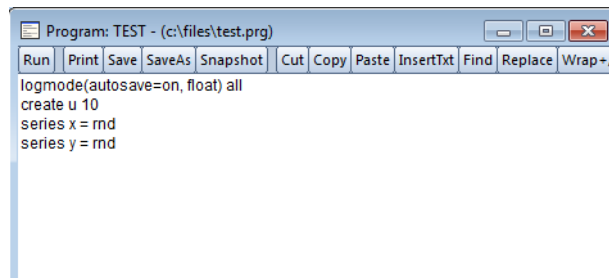 Program: TEST - (c:\files\test.prg)
Run Print Save SaveAs Snapshot Cut Copy Paste InsertTxt Find Replace Wrap+
logmode(autosave=on, float) all
create u 10
series x = rnd
series y = rnd